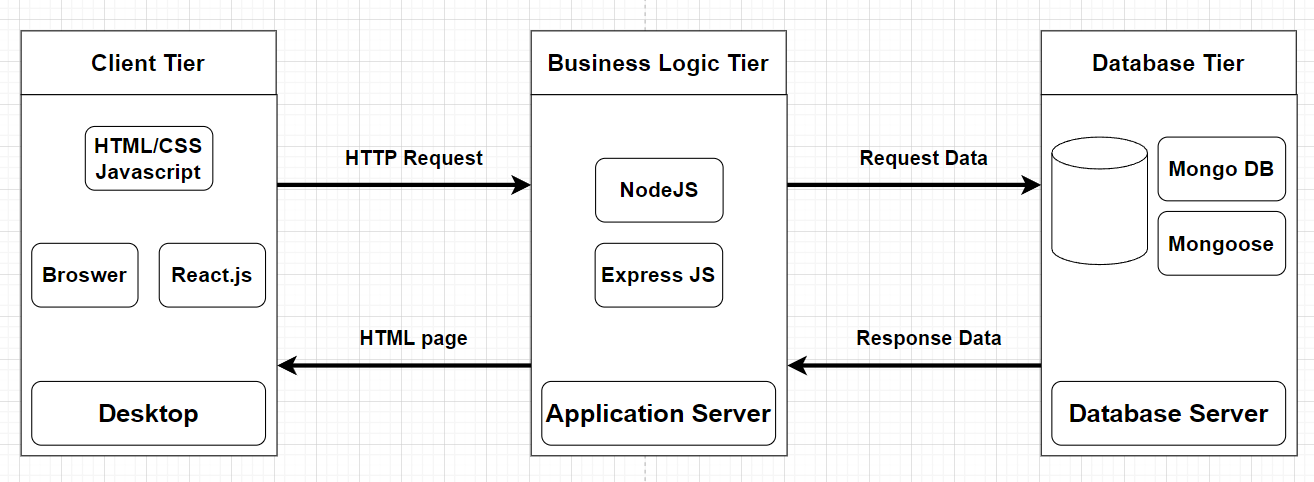 Client Tier
HTML/CSS
Javascript
Broswer
React.js
Desktop
HTTP Request
HTML page
Business Logic Tier
NodeJS
Express JS
Application Server
Request Data
Response Data
Database Tier
Mongo DB
Mongoose
Database Server